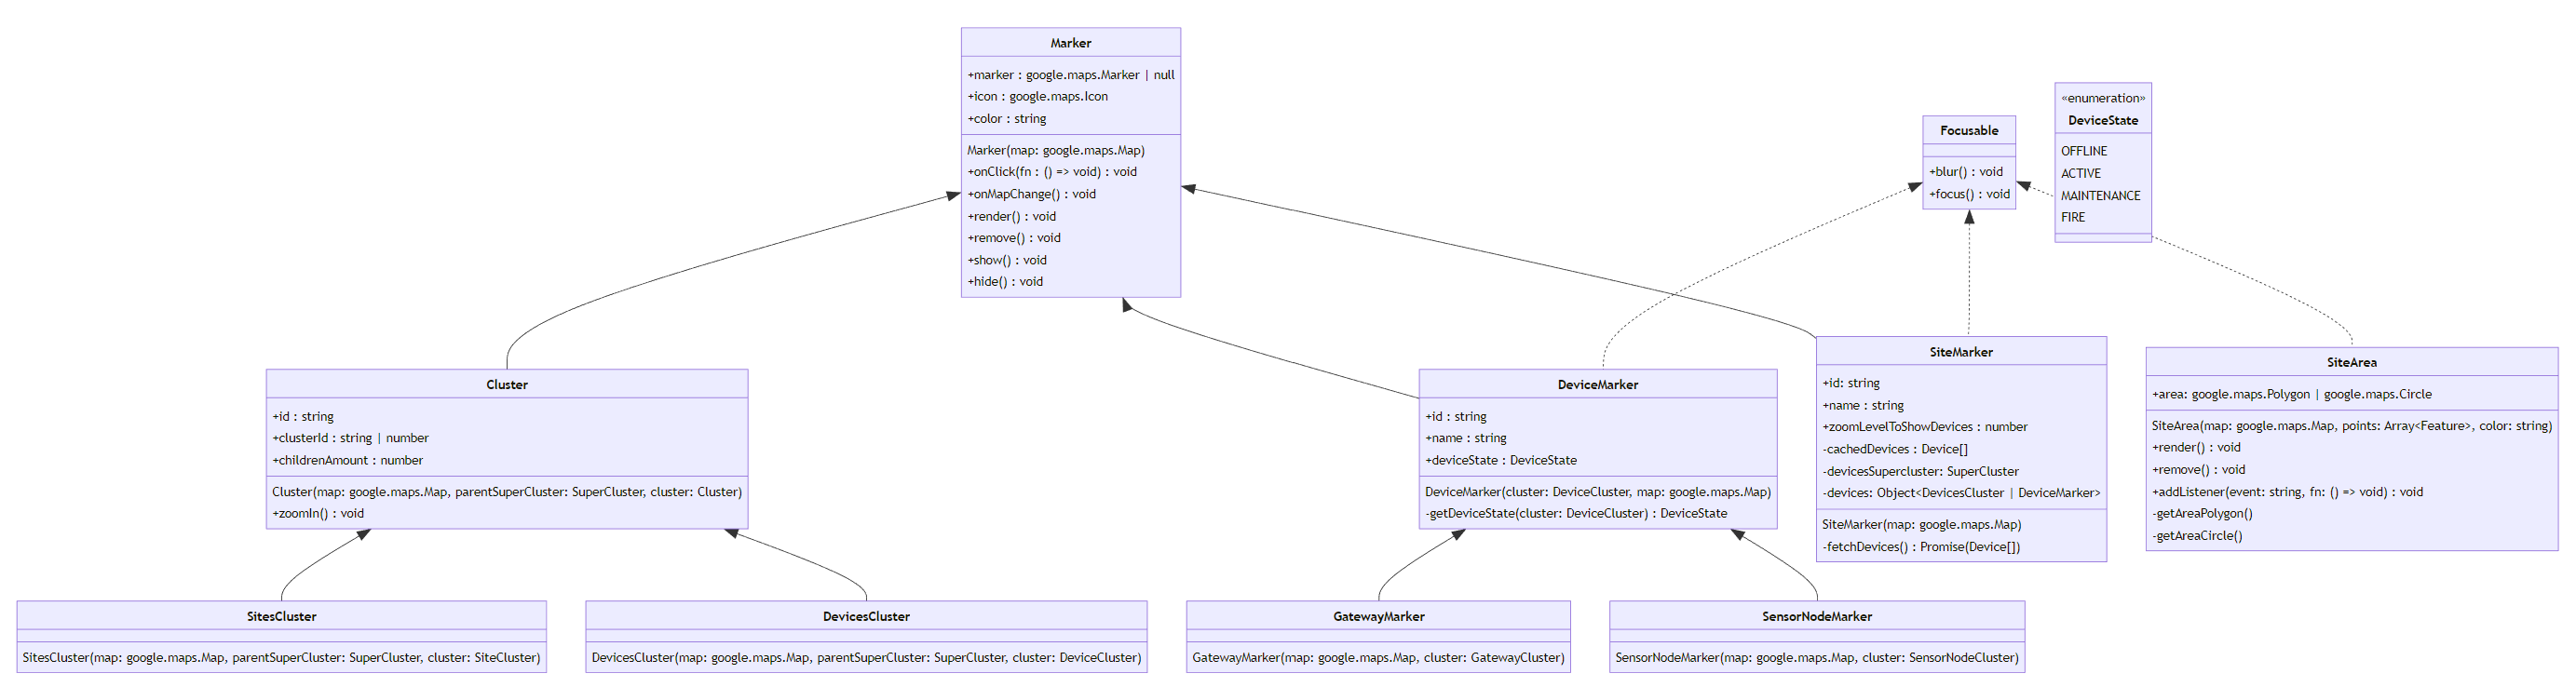 Marker
+marker : google.maps.Marker | null
+icon : google.maps.Icon
+color : string
Marker(map: google.maps.Map)
+onClick(fn : () => void) : void
+onMapChange() : void
+render() : void
+remove() : void
+show() : void
+hide() : void
Focusable
+blur() : void
+focus() : void
«enumeration»
DeviceState
OFFLINE
ACTIVE
MAINTENANCE
FIRE
Cluster
+id : string
+clusterId : string | number
+childrenAmount : number
Cluster(map: google.maps.Map, parentSuperCluster: SuperCluster, cluster: Cluster)
+zoomIn() : void
DeviceMarker
+id : string
+name : string
+deviceState : DeviceState
DeviceMarker(cluster: DeviceCluster, map: google.maps.Map)
-getDeviceState(cluster: DeviceCluster) : DeviceState
SiteMarker
+id: string
+name : string
+zoomLevelToShowDevices : number
-cachedDevices : Device[]
-devicesSupercluster: SuperCluster
-devices: Object<DevicesCluster | DeviceMarker>
SiteMarker(map: google.maps.Map)
-fetchDevices() : Promise(Device[])
SiteArea
+area: google.maps.Polygon | google.maps.Circle
SiteArea(map: google.maps.Map, points: Array<Feature>, color: string)
+render() : void
+remove() : void
+addListener(event: string, fn: () => void) : void
-getAreaPolygon()
-getAreaCircle()
SitesCluster
SitesCluster(map: google.maps.Map, parentSuperCluster: SuperCluster, cluster: SiteCluster)
DevicesCluster
DevicesCluster(map: google.maps.Map, parentSuperCluster: SuperCluster, cluster: DeviceCluster)
GatewayMarker
GatewayMarker(map: google.maps.Map, cluster: GatewayCluster)
SensorNodeMarker
SensorNodeMarker(map: google.maps.Map, cluster: SensorNodeCluster)